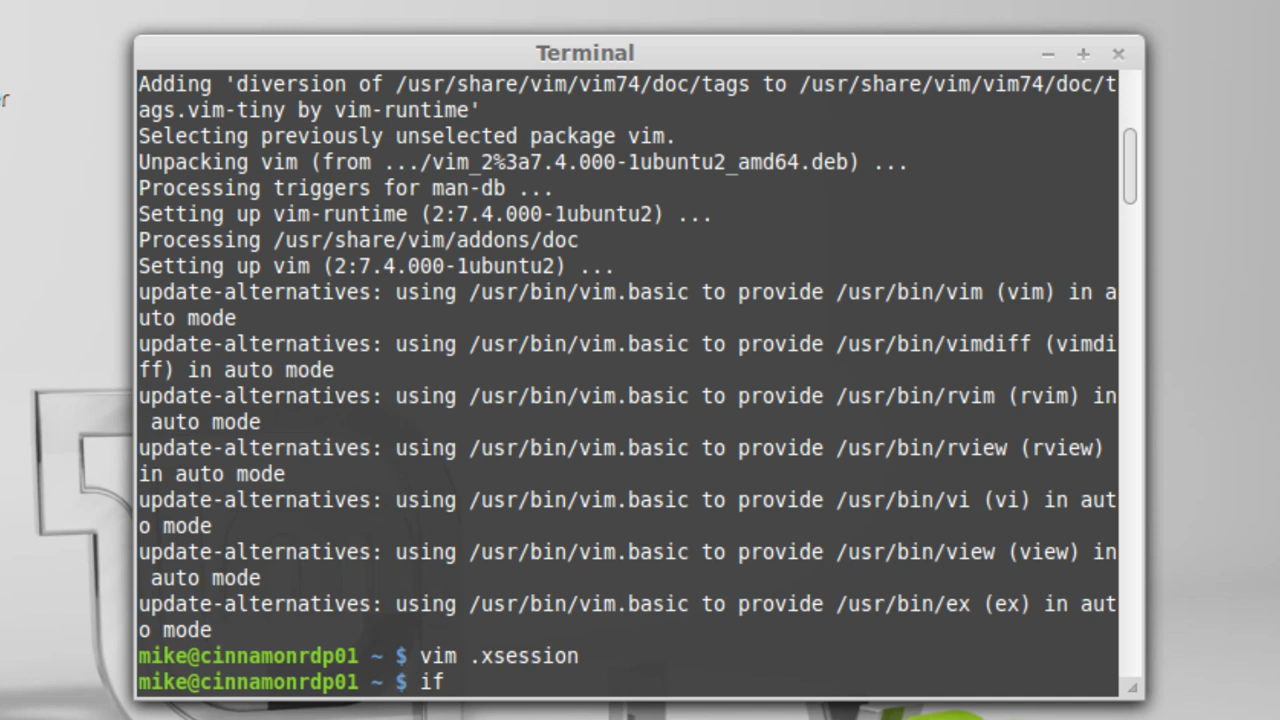 Terminal
r
Adding 'diversion of /usr/share/vim/vim74/doc/tags to /usr/share/vim/vim74/doc/t
ags.vim-tiny by vim-runtime'
Selecting previously unselected package vim.
Unpacking vim (from .../vim_2%3a7.4.000-1ubuntu2_amd64.deb) ...
Processing triggers for man-db ...
Setting up vim-runtime (2:7.4.000-1ubuntu2) ...
Processing /usr/share/vim/addons/doc
Setting up vim (2:7.4.000-1ubuntu2) ...
update-alternatives: using /usr/bin/vim.basic to provide /usr/bin/vim (vim) in a
uto mode
update-alternatives: using /usr/bin/vim.basic to provide /usr/bin/vimdiff (vimdi
ff) in auto mode
update-alternatives: using /usr/bin/vim.basic to provide /usr/bin/rvim (rvim) in
 auto mode
update-alternatives: using /usr/bin/vim.basic to provide /usr/bin/rview (rview)
in auto mode
update-alternatives: using /usr/bin/vim.basic to provide /usr/bin/vi (vi) in aut
o mode
update-alternatives: using /usr/bin/vim.basic to provide /usr/bin/view (view) in
 auto mode
update-alternatives: using /usr/bin/vim.basic to provide /usr/bin/ex (ex) in aut
o mode
mike@cinnamonrdp01 ~ $ vim .xsession
mike@cinnamonrdp01 ~ $ if